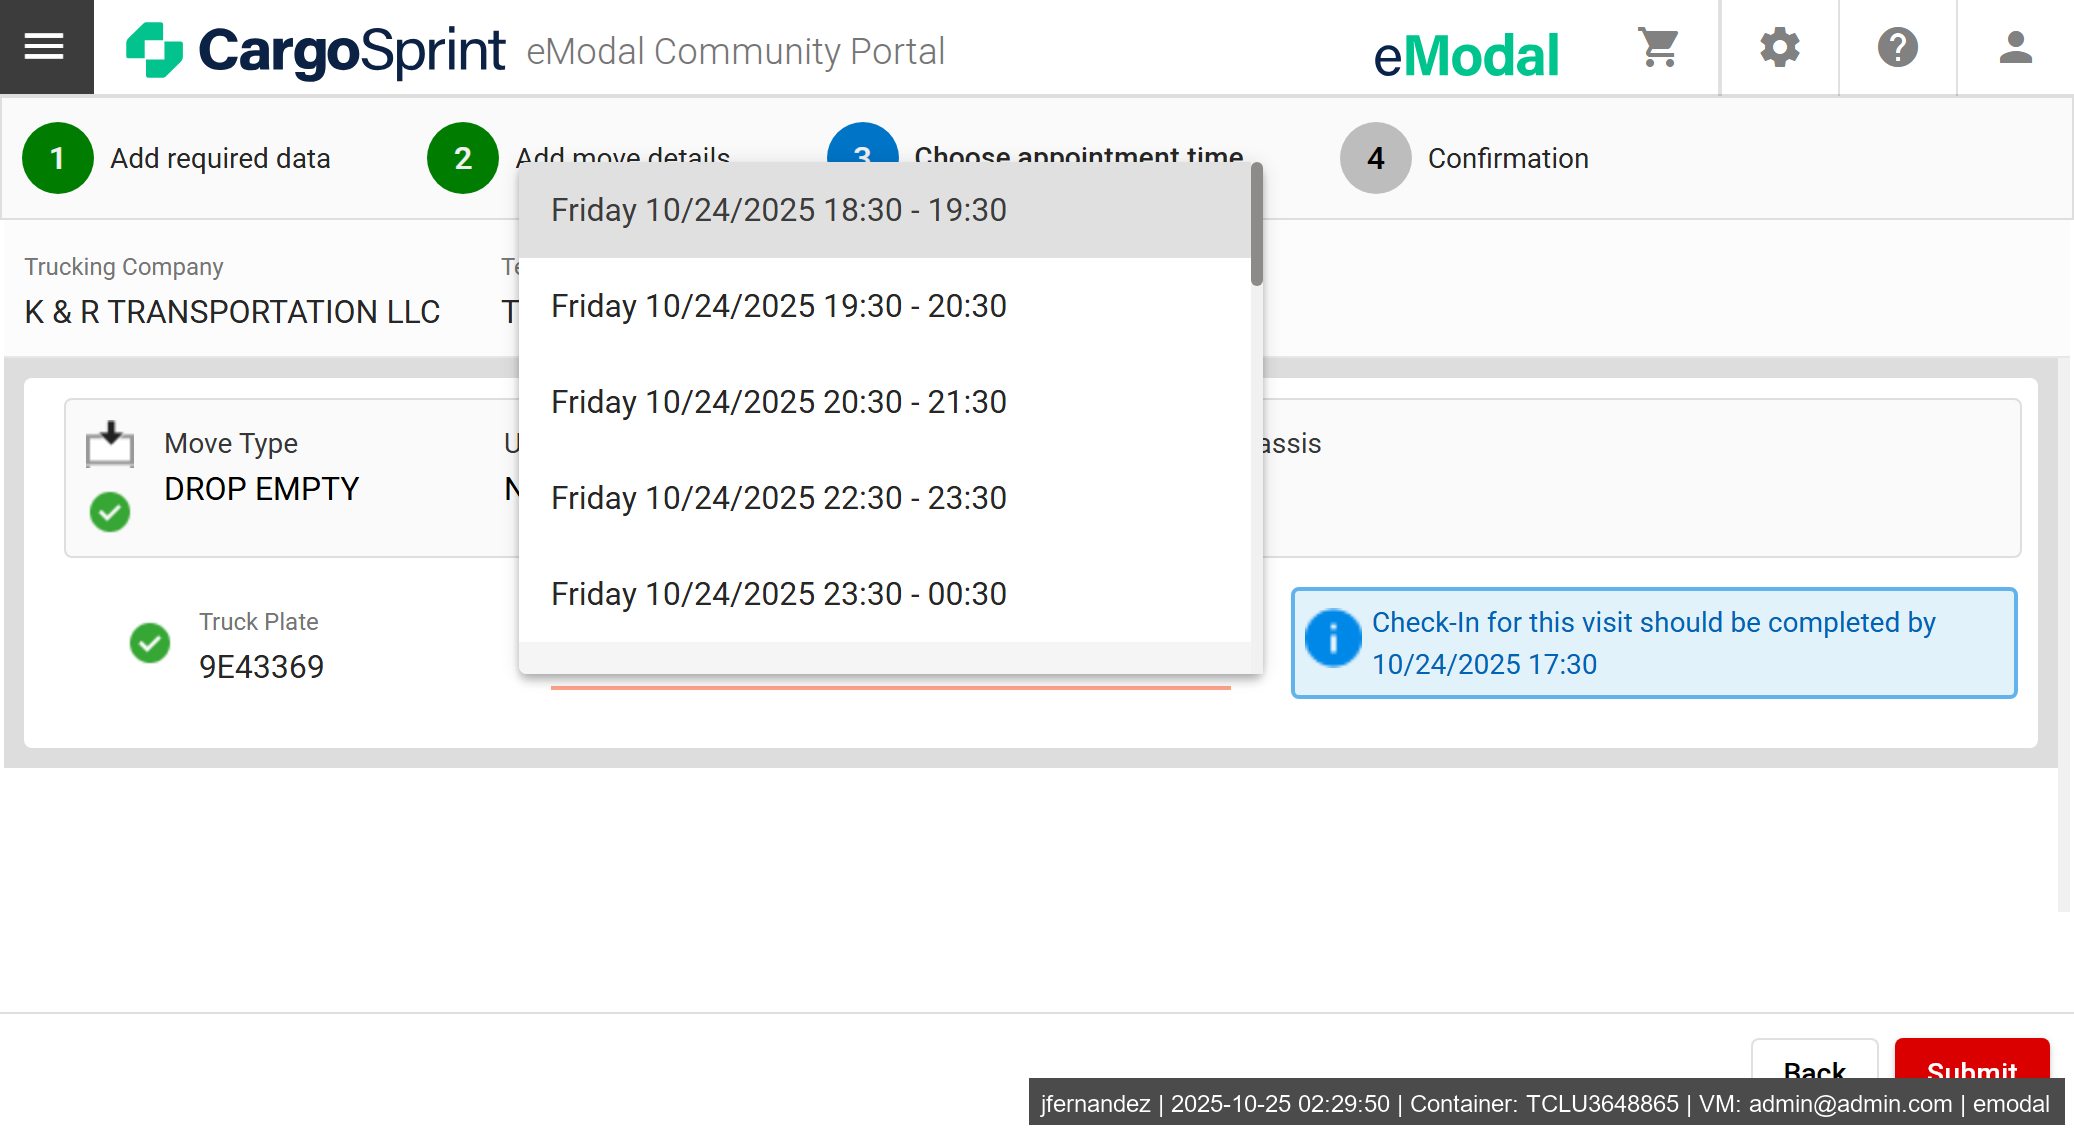 CargoSprint eModal Community Portal
eModal
1 Add required data
2 Add move details
3 Choose appointment time
4 Confirmation
Trucking Company
K & R TRANSPORTATION LLC
Friday 10/24/2025 18:30 - 19:30
Friday 10/24/2025 19:30 - 20:30
Friday 10/24/2025 20:30 - 21:30
Friday 10/24/2025 22:30 - 23:30
Friday 10/24/2025 23:30 - 00:30
Move Type
DROP EMPTY
assis
Truck Plate
9E43369
Check-In for this visit should be completed by
10/24/2025 17:30
Back
Submit
jfernandez | 2025-10-25 02:29:50 | Container: TCLU3648865 | VM: admin@admin.com | emodal